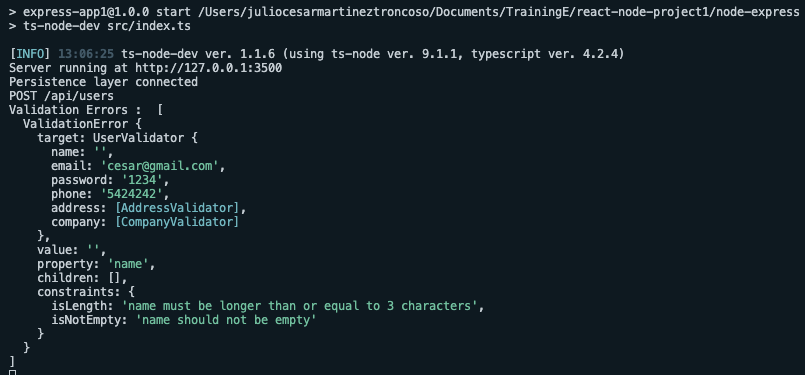 > express-app1@1.0.0 start /Users/juliocesarmartineztroncoso/Documents/TrainingE/react-node-project1/node-express
> ts-node-dev src/index.ts
[INFO] 13:06:25 ts-node-dev ver. 1.1.6 (using ts-node ver. 9.1.1, typescript ver. 4.2.4)
Server running at http://127.0.0.1:3500
Persistence layer connected
POST /api/users
Validation Errors :  [
  ValidationError {
    target: UserValidator {
      name: '',
      email: 'cesar@gmail.com',
      password: '1234',
      phone: '5424242',
      address: [AddressValidator],
      company: [CompanyValidator]
    },
    value: '',
    property: 'name',
    children: [],
    constraints: {
      isLength: 'name must be longer than or equal to 3 characters',
      isNotEmpty: 'name should not be empty'
    }
  }
]